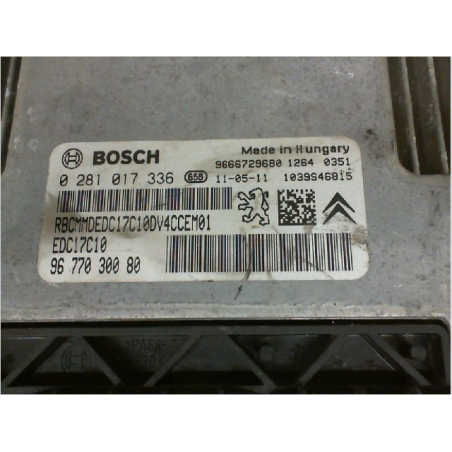 BOSCH
Made in Hungary
9666729680 1264 0351
0 281 017 336 658 11-05-11 1039S46815
RBCMMDEDC17C10DV4CCEM01
EDC17C10
96 770 300 80